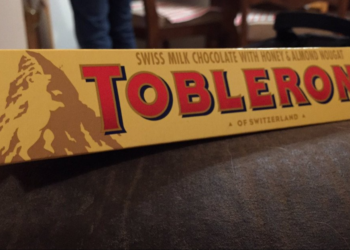 SWISS MILK CHOCOLATE WITH HONEY & ALMOND NOUGAT
TOBLERON
OF SWITZERLAND